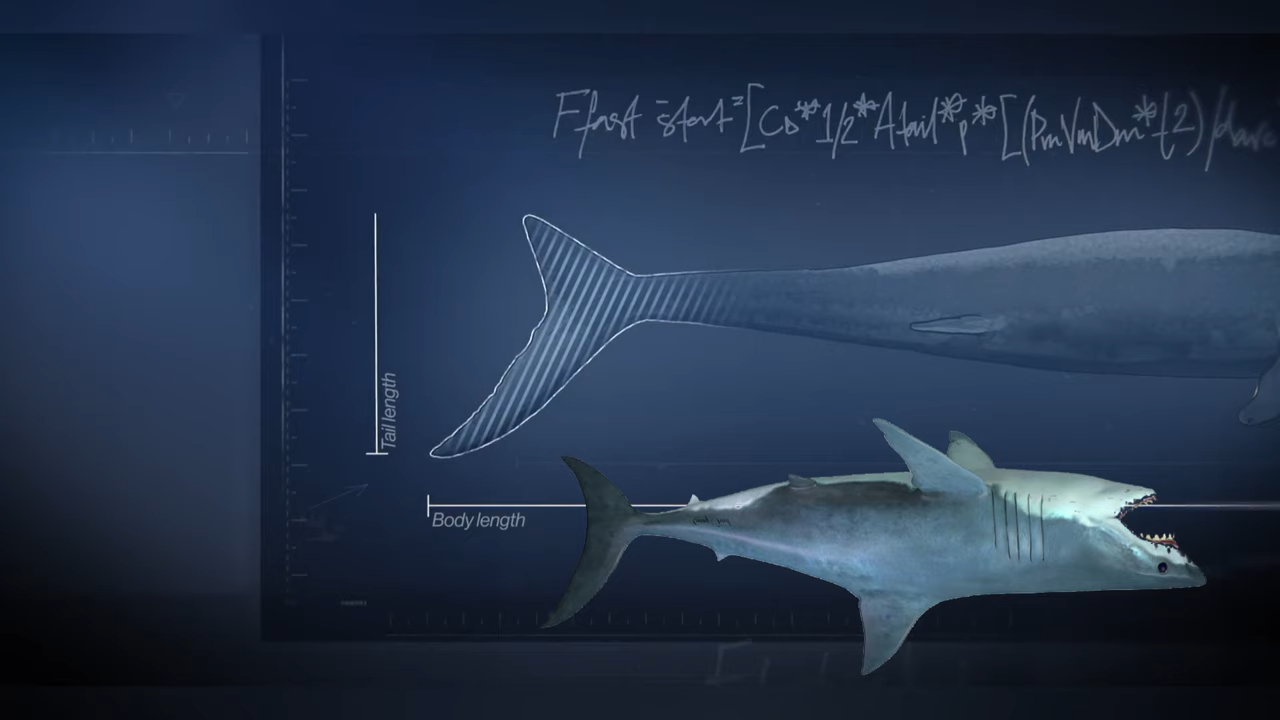 Ffast start=[CD*1/2*Atail*ρ*[(PmVmDm*t2)/
Tail length
Body length